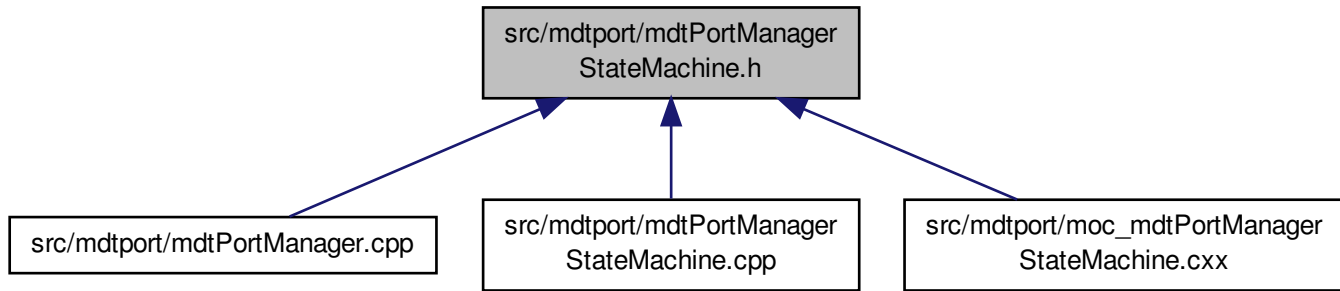 src/mdtport/mdtPortManager
StateMachine.h
src/mdtport/mdtPortManager.cpp
src/mdtport/mdtPortManager
StateMachine.cpp
src/mdtport/moc_mdtPortManager
StateMachine.cxx